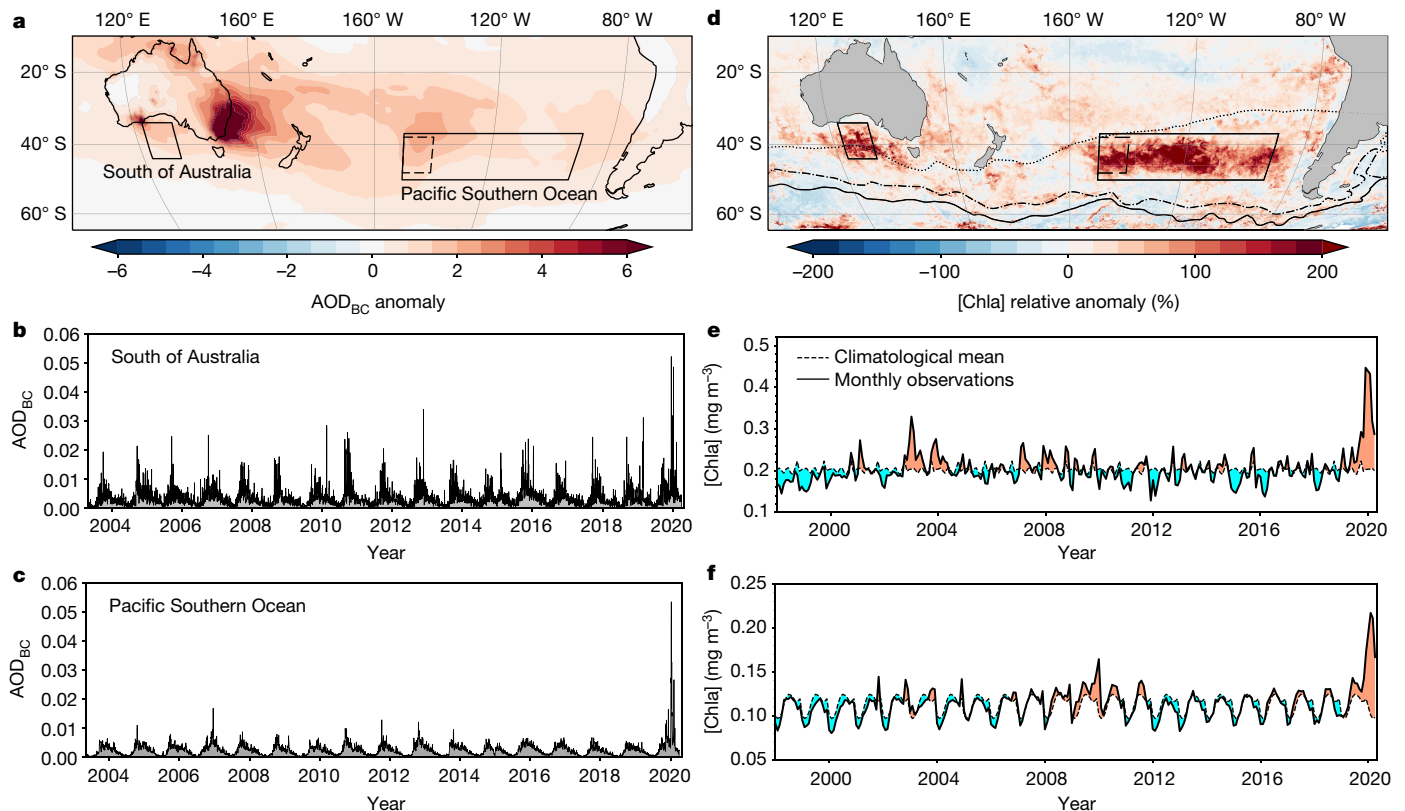 a
120° E 160° E 160° W 120° W 80° W
20° S
40° S
60° S
South of Australia
Pacific Southern Ocean
−6 −4 −2 0 2 4 6
AOD_BC anomaly
d
120° E 160° E 160° W 120° W 80° W
20° S
40° S
60° S
−200 −100 0 100 200
[Chla] relative anomaly (%)
b
South of Australia
AOD_BC
0.06
0.05
0.04
0.03
0.02
0.01
0.00
2004 2006 2008 2010 2012 2014 2016 2018 2020
Year
e
Climatological mean
Monthly observations
[Chla] (mg m⁻³)
0.5
0.4
0.3
0.2
0.1
2000 2004 2008 2012 2016 2020
Year
c
Pacific Southern Ocean
AOD_BC
0.06
0.05
0.04
0.03
0.02
0.01
0.00
2004 2006 2008 2010 2012 2014 2016 2018 2020
Year
f
[Chla] (mg m⁻³)
0.25
0.20
0.15
0.10
0.05
2000 2004 2008 2012 2016 2020
Year